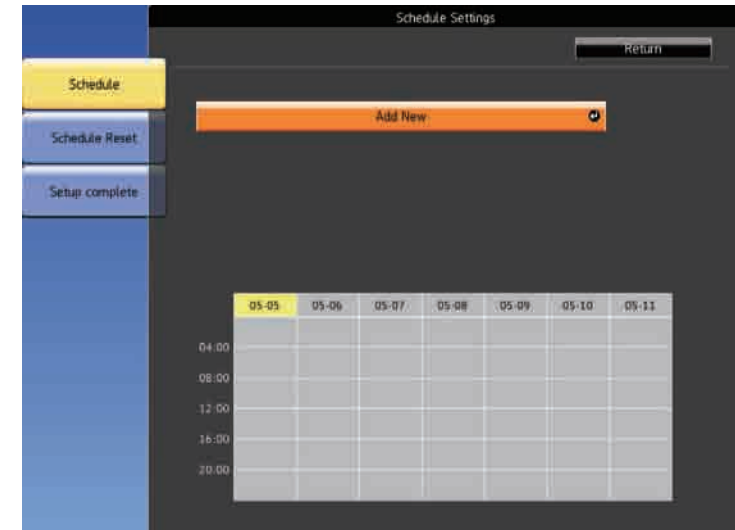 Schedule Settings
Return
Schedule
Add New
Schedule Reset
Setup complete
05-05 05-06 05-07 05-08 05-09 05-10 05-11
04:00
08:00
12:00
16:00
20:00